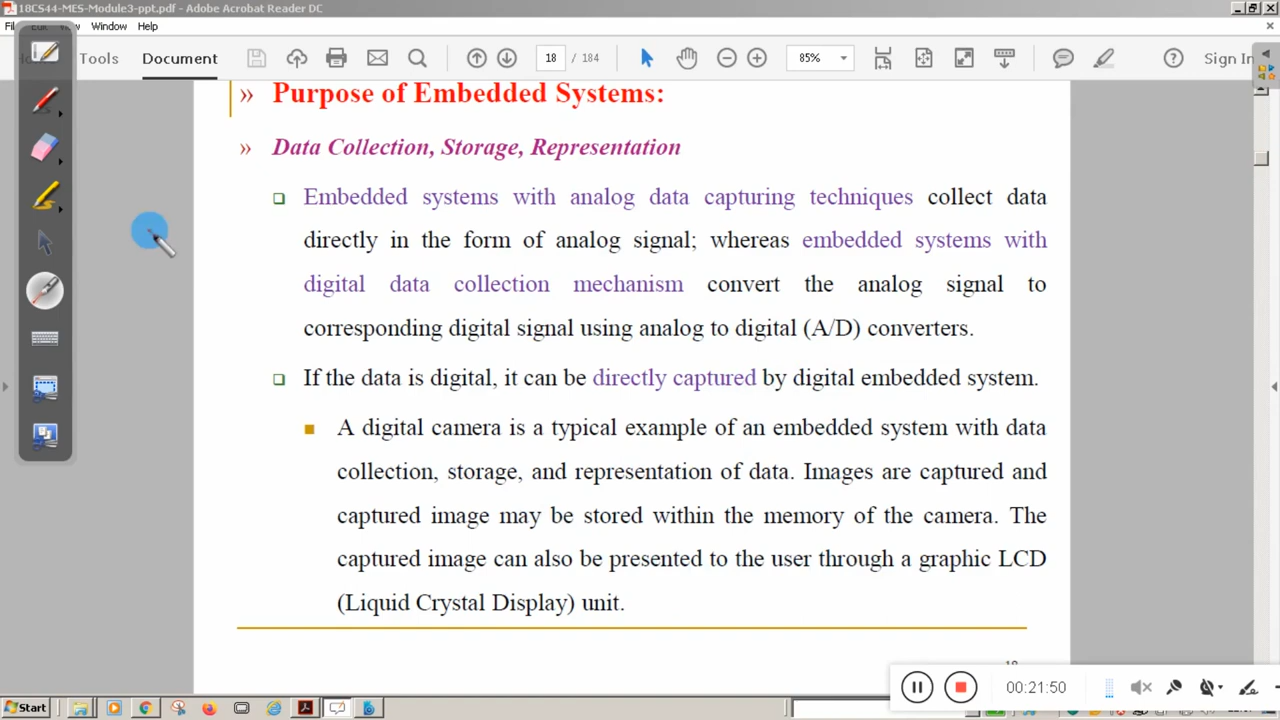 18CS44-MES-Module3-ppt.pdf - Adobe Acrobat Reader DC
Window Help
Tools Document 18 / 184 85% Sign In
» Purpose of Embedded Systems:
» Data Collection, Storage, Representation
Embedded systems with analog data capturing techniques collect data
directly in the form of analog signal; whereas embedded systems with
digital data collection mechanism convert the analog signal to
corresponding digital signal using analog to digital (A/D) converters.
If the data is digital, it can be directly captured by digital embedded system.
A digital camera is a typical example of an embedded system with data
collection, storage, and representation of data. Images are captured and
captured image may be stored within the memory of the camera. The
captured image can also be presented to the user through a graphic LCD
(Liquid Crystal Display) unit.
00:21:50
Start